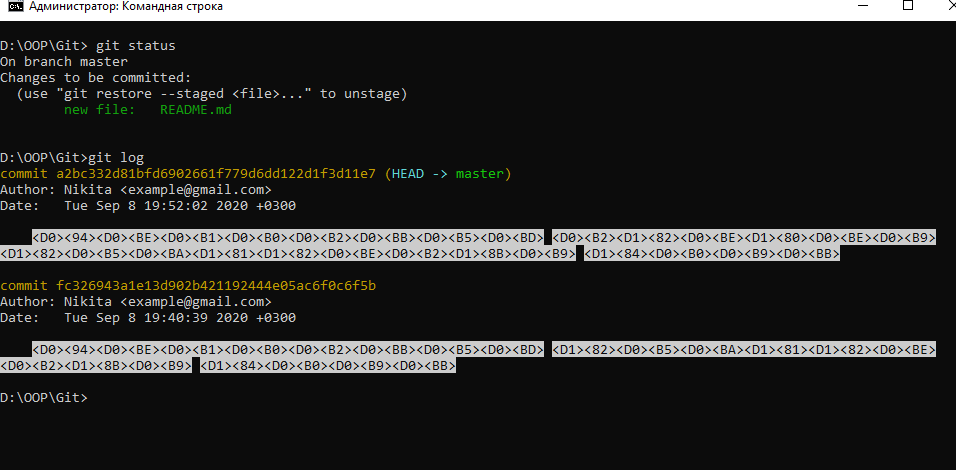 Администратор: Командная строка
D:\OOP\Git> git status
On branch master
Changes to be committed:
  (use "git restore --staged <file>..." to unstage)
        new file:   README.md
D:\OOP\Git>git log
commit a2bc332d81bfd6902661f779d6dd122d1f3d11e7 (HEAD -> master)
Author: Nikita <example@gmail.com>
Date:   Tue Sep 8 19:52:02 2020 +0300
    <D0><94><D0><BE><D0><B1><D0><B0><D0><B2><D0><BB><D0><B5><D0><BD> <D0><B2><D1><82><D0><BE><D1><80><D0><BE><D0><B9>
<D1><82><D0><B5><D0><BA><D1><81><D1><82><D0><BE><D0><B2><D1><8B><D0><B9> <D1><84><D0><B0><D0><B9><D0><BB>
commit fc326943a1e13d902b421192444e05ac6f0c6f5b
Author: Nikita <example@gmail.com>
Date:   Tue Sep 8 19:40:39 2020 +0300
    <D0><94><D0><BE><D0><B1><D0><B0><D0><B2><D0><BB><D0><B5><D0><BD> <D1><82><D0><B5><D0><BA><D1><81><D1><82><D0><BE>
<D0><B2><D1><8B><D0><B9> <D1><84><D0><B0><D0><B9><D0><BB>
D:\OOP\Git>